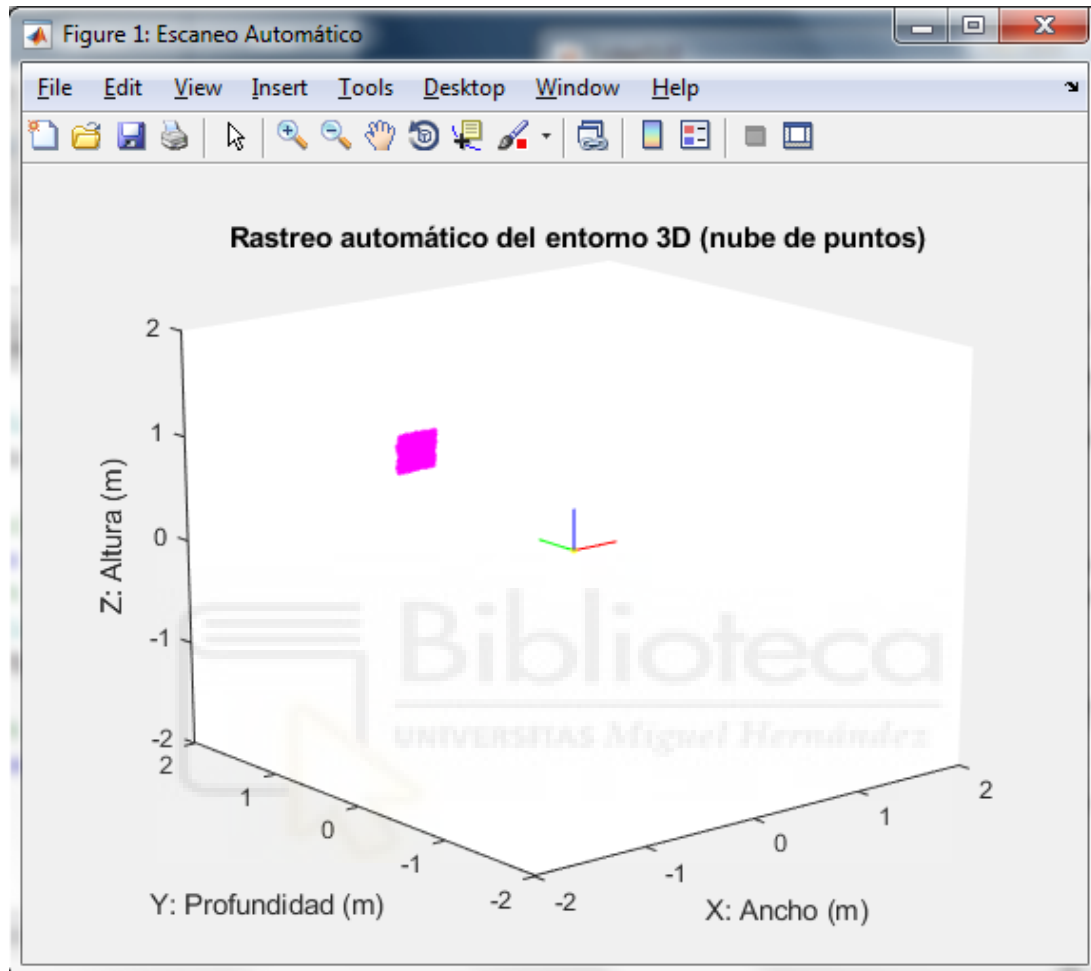 Figure 1: Escaneo Automático
File Edit View Insert Tools Desktop Window Help
Rastreo automático del entorno 3D (nube de puntos)
2
1
0
-1
-2
Z: Altura (m)
2
1
0
-1
-2
Y: Profundidad (m)
-2
-1
0
1
2
X: Ancho (m)
Biblioteca
UNIVERSITAS Miguel Hernández